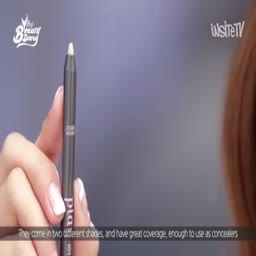 The Beauty Diary
iNSiTeTV
plu
They come in two different shades, and have great coverage, enough to use as concealers